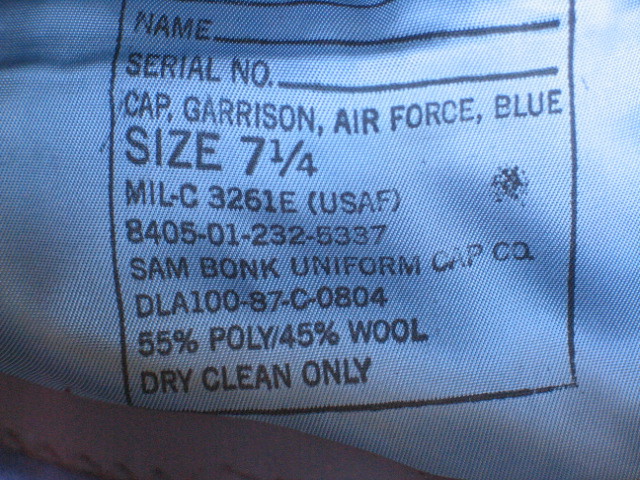 NAME
SERIAL NO.
CAP, GARRISON, AIR FORCE, BLUE
SIZE 7¼
MIL-C 3261E (USAF)
8405-01-232-5337
SAM BONK UNIFORM CAP CO.
DLA100-87-C-0804
55% POLY/45% WOOL
DRY CLEAN ONLY